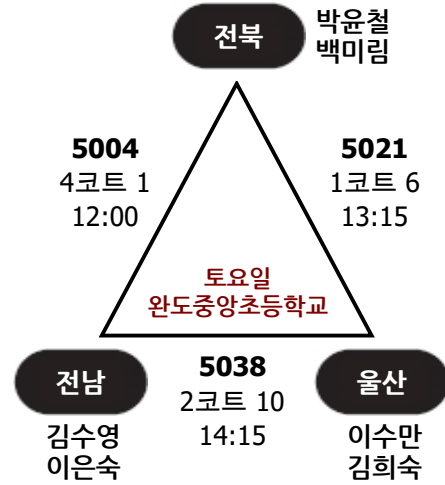 전북
박윤철
백미림
5004
4코트 1
12:00
5021
1코트 6
13:15
토요일
완도중앙초등학교
전남
김수영
이은숙
5038
2코트 10
14:15
울산
이수만
김희숙